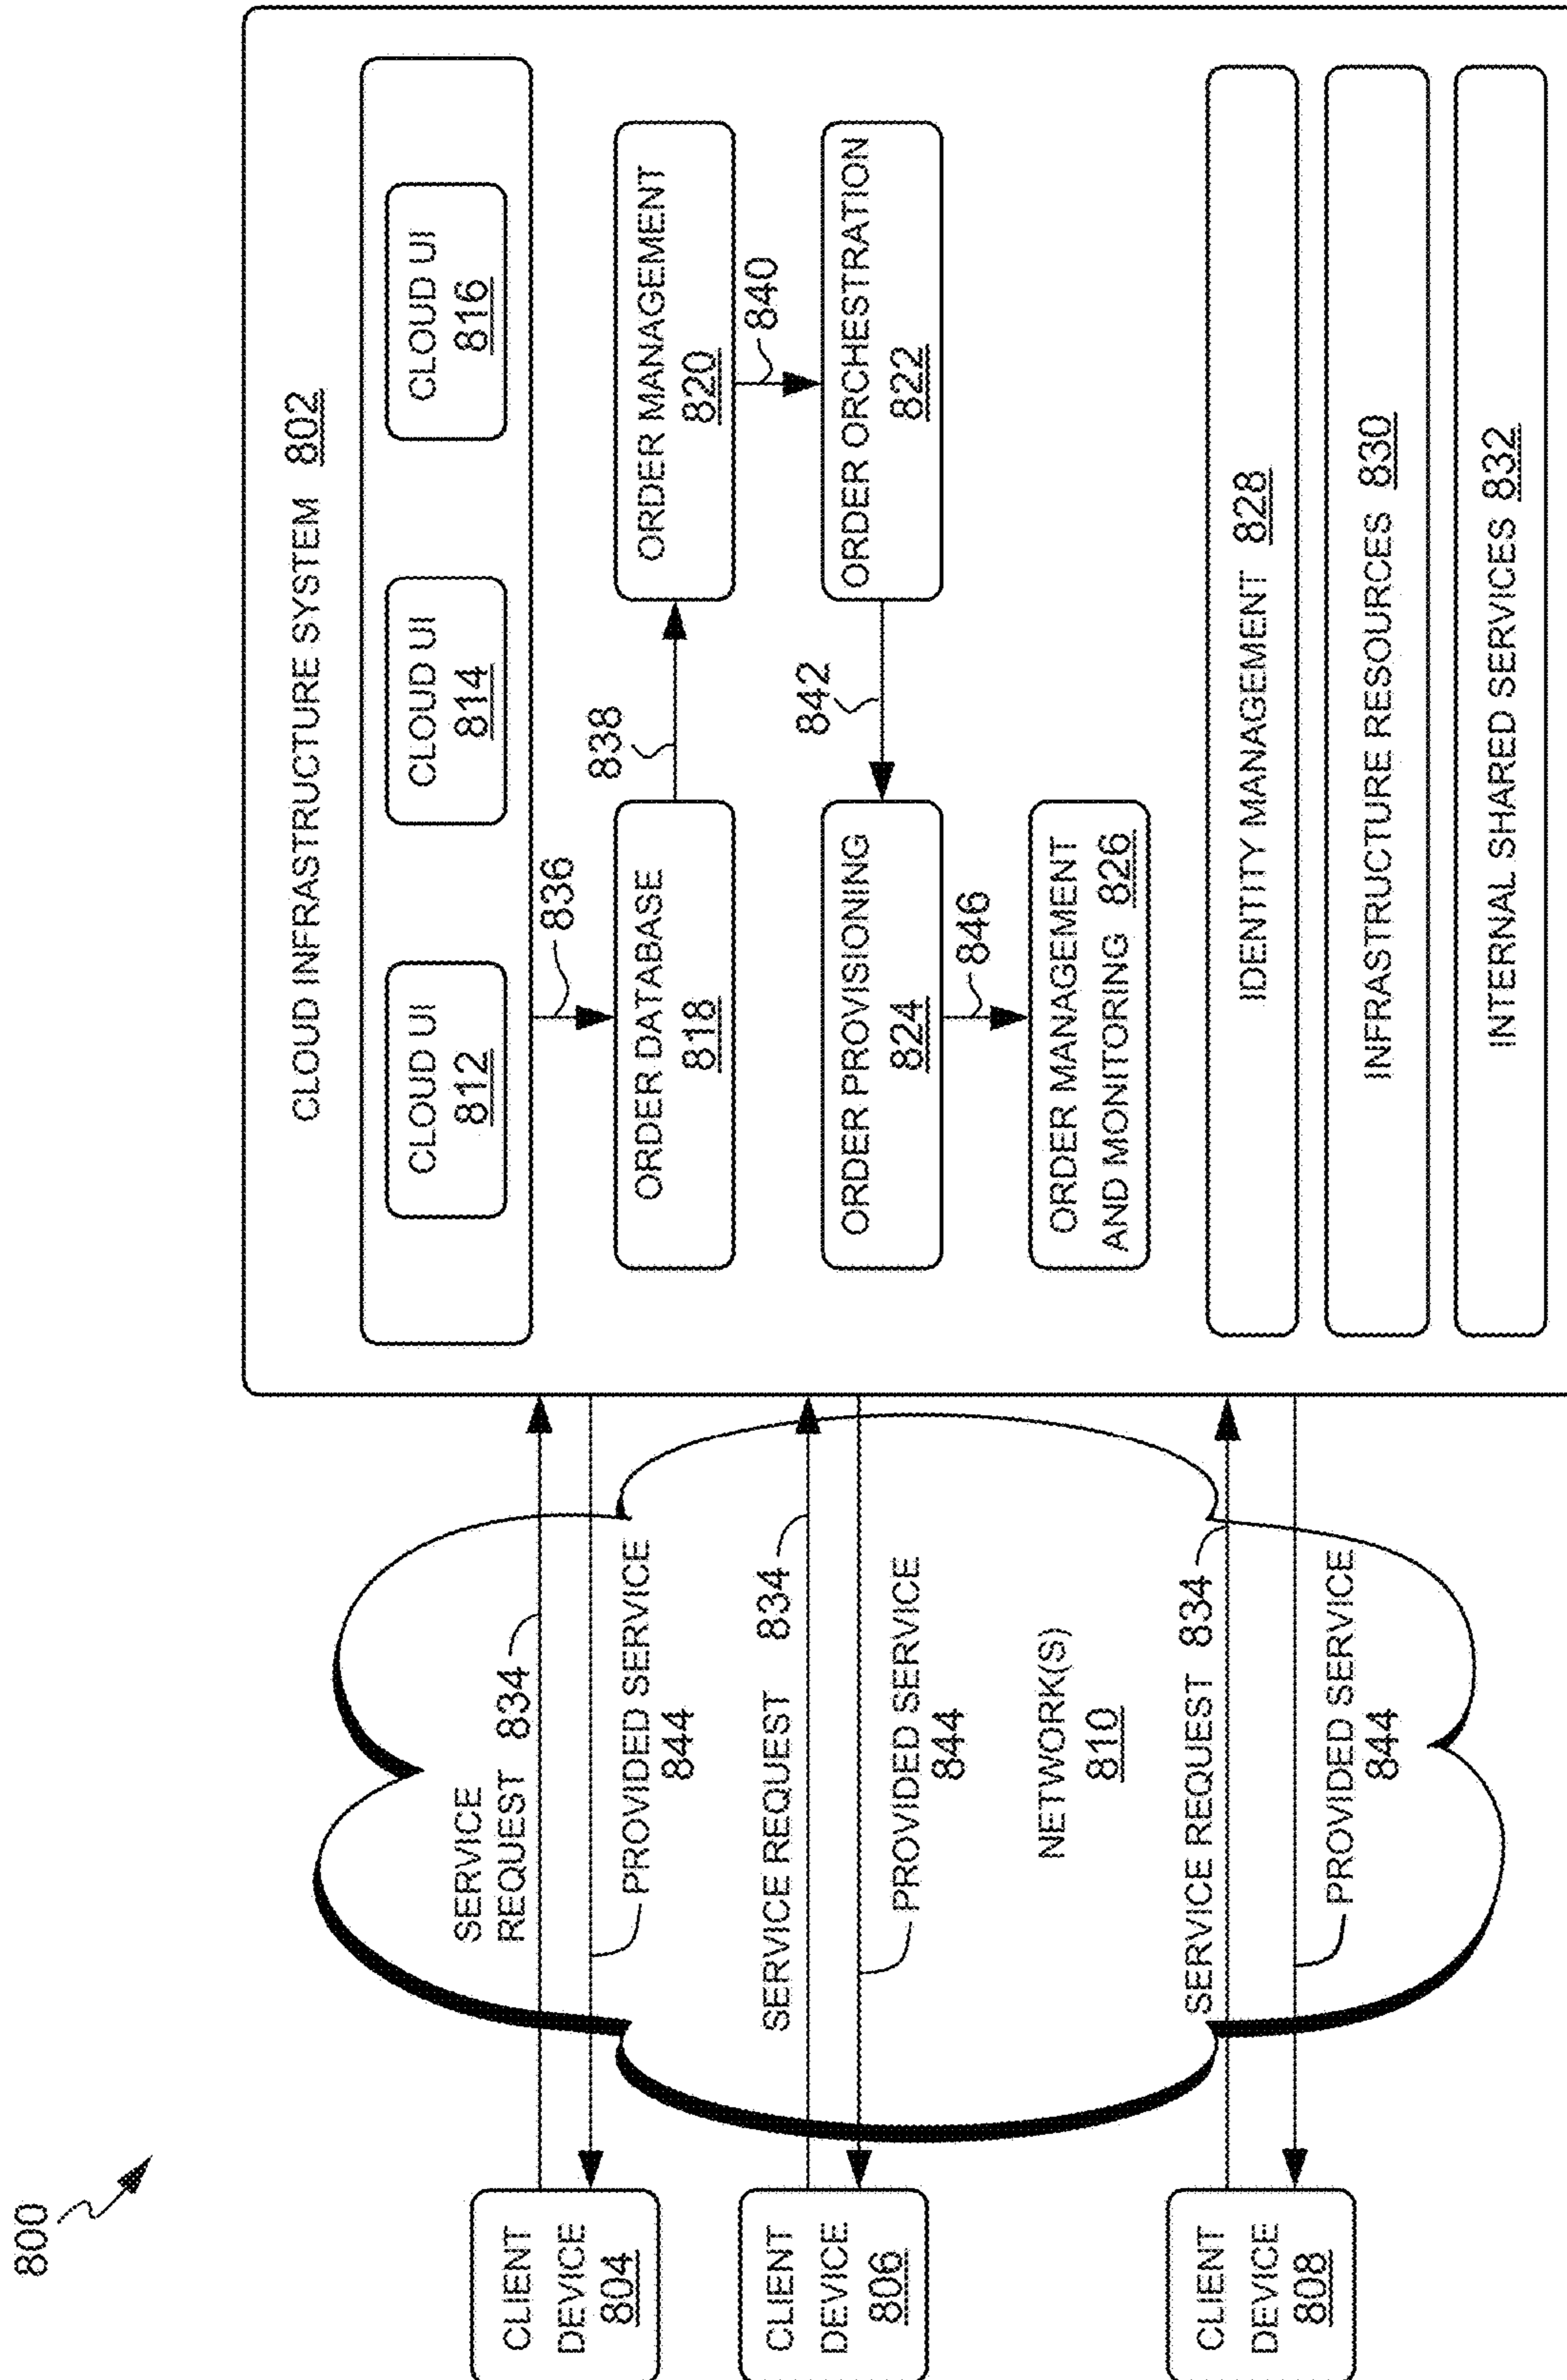 800
CLOUD INFRASTRUCTURE SYSTEM 802
CLOUD UI
812
CLOUD UI
814
CLOUD UI
816
836
ORDER DATABASE
818
838
ORDER MANAGEMENT
820
840
ORDER PROVISIONING
824
842
ORDER ORCHESTRATION
822
846
ORDER MANAGEMENT
AND MONITORING 826
IDENTITY MANAGEMENT 828
INFRASTRUCTURE RESOURCES 830
INTERNAL SHARED SERVICES 832
CLIENT
DEVICE
804
SERVICE
REQUEST 834
PROVIDED SERVICE
844
CLIENT
DEVICE
806
SERVICE REQUEST 834
PROVIDED SERVICE
844
NETWORK(S)
810
CLIENT
DEVICE
808
SERVICE REQUEST 834
PROVIDED SERVICE
844